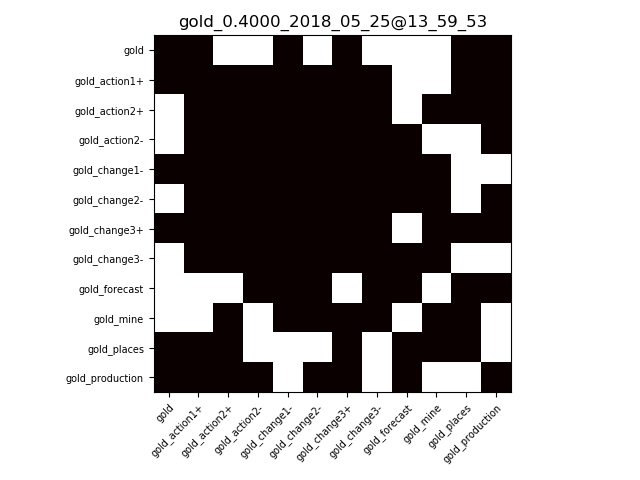 gold_0.4000_2018_05_25@13_59_53
gold
gold_action1+
gold_action2+
gold_action2-
gold_change1-
gold_change2-
gold_change3+
gold_change3-
gold_forecast
gold_mine
gold_places
gold_production
gold
gold_action1+
gold_action2+
gold_action2-
gold_change1-
gold_change2-
gold_change3+
gold_change3-
gold_forecast
gold_mine
gold_places
gold_production